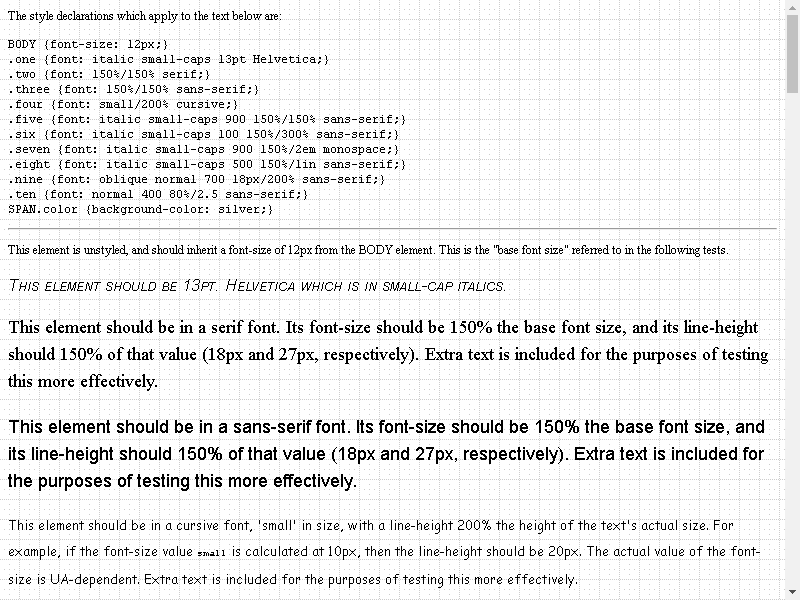 The style declarations which apply to the text below are:
BODY {font-size: 12px;}
.one {font: italic small-caps 13pt Helvetica;}
.two {font: 150%/150% serif;}
.three {font: 150%/150% sans-serif;}
.four {font: small/200% cursive;}
.five {font: italic small-caps 900 150%/150% sans-serif;}
.six {font: italic small-caps 100 150%/300% sans-serif;}
.seven {font: italic small-caps 900 150%/2em monospace;}
.eight {font: italic small-caps 500 150%/1in sans-serif;}
.nine {font: oblique normal 700 18px/200% sans-serif;}
.ten {font: normal 400 80%/2.5 sans-serif;}
SPAN.color {background-color: silver;}
This element is unstyled, and should inherit a font-size of 12px from the BODY element. This is the "base font size" referred to in the following tests.
This element should be 13pt. Helvetica which is in small-cap italics.
This element should be in a serif font. Its font-size should be 150% the base font size, and its line-height
should 150% of that value (18px and 27px, respectively). Extra text is included for the purposes of testing
this more effectively.
This element should be in a sans-serif font. Its font-size should be 150% the base font size, and
its line-height should 150% of that value (18px and 27px, respectively). Extra text is included for
the purposes of testing this more effectively.
This element should be in a cursive font, 'small' in size, with a line-height 200% the height of the text's actual size. For
example, if the font-size value small is calculated at 10px, then the line-height should be 20px. The actual value of the font-
size is UA-dependent. Extra text is included for the purposes of testing this more effectively.